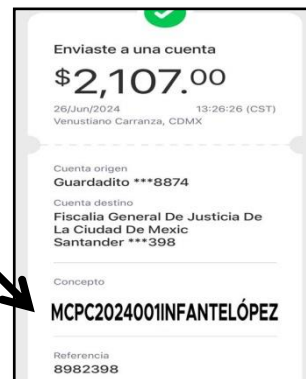 Enviaste a una cuenta
$2,107.00
26/Jun/2024 13:26:26 (CST)
Venustiano Carranza, CDMX
Cuenta origen
Guardadito ***8874
Cuenta destino
Fiscalia General De Justicia De
La Ciudad De Mexic
Santander ***398
Concepto
MCPC2024001INFANTELÓPEZ
Referencia
8982398